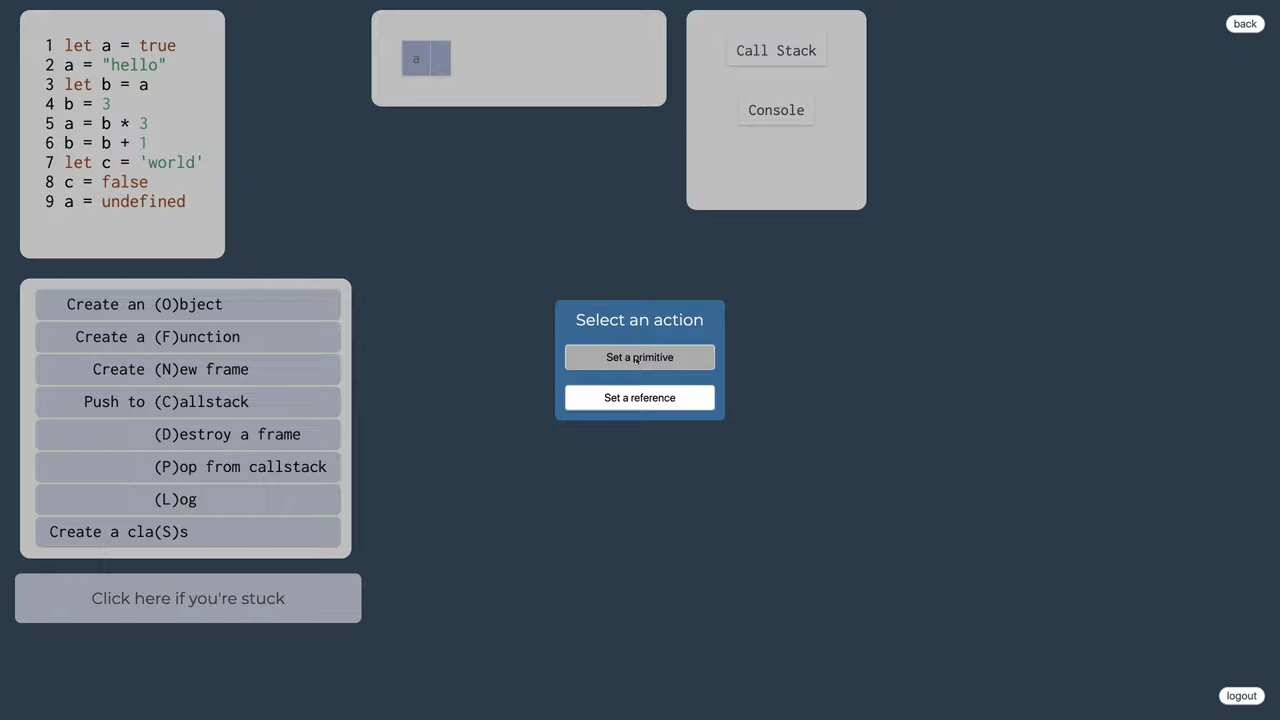 1 let a = true
2 a = "hello"
3 let b = a
4 b = 3
5 a = b * 3
6 b = b + 1
7 let c = 'world'
8 c = false
9 a = undefined
a
Call Stack
Console
back
Create an (O)bject
Create a (F)unction
Create (N)ew frame
Push to (C)allstack
(D)estroy a frame
(P)op from callstack
(L)og
Create a cla(S)s
Click here if you're stuck
Select an action
Set a primitive
Set a reference
logout